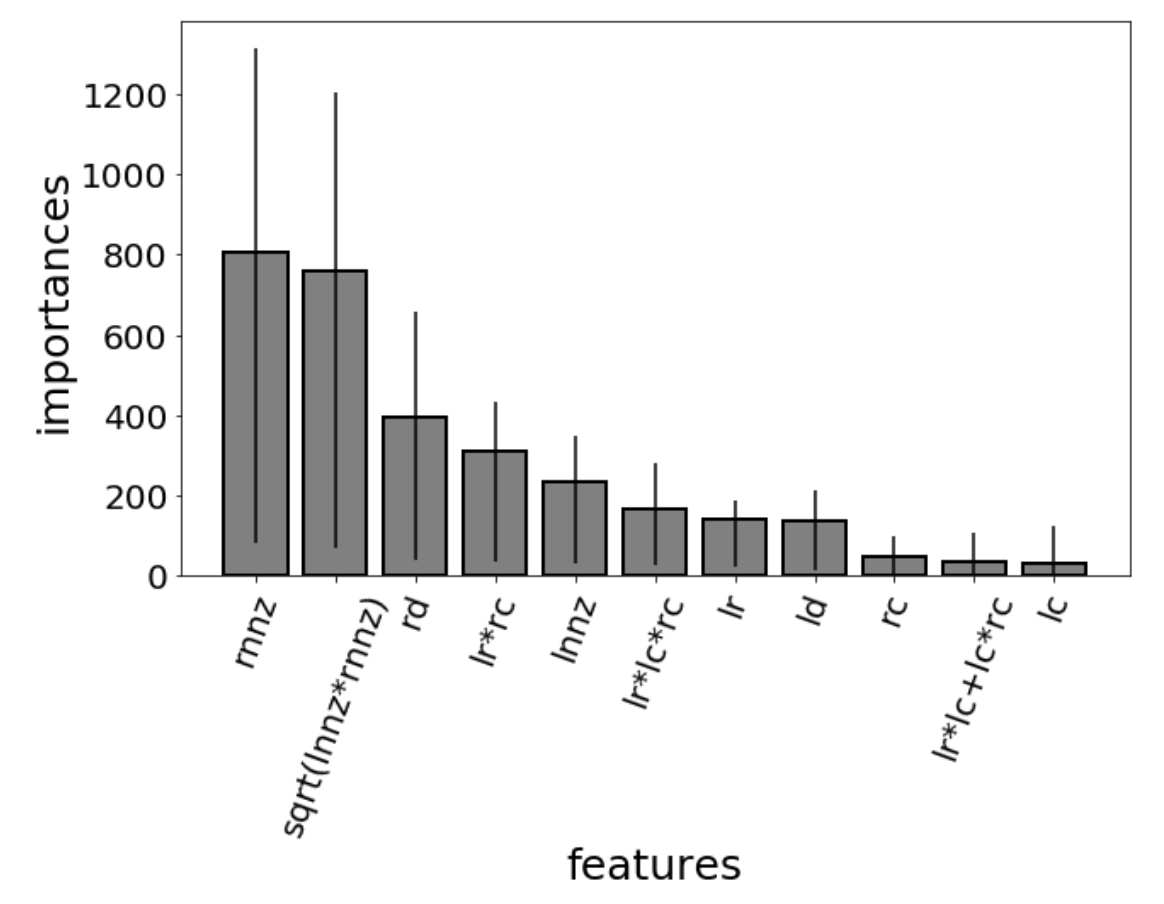 1200
1000
800
600
400
200
0
importances
rnnz
sqrt(lnnz*rnnz)
rd
lr*rc
lnnz
lr*lc*rc
lr
ld
rc
lr*lc+lc*rc
lc
features